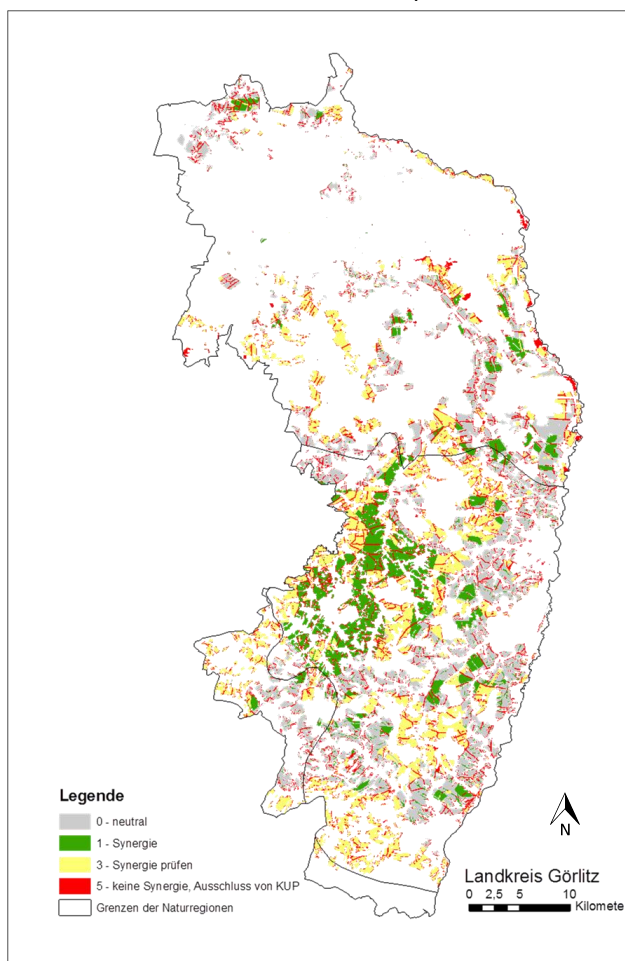 Legende
0 - neutral
1 - Synergie
3 - Synergie prüfen
5 - keine Synergie, Ausschluss von KUP
Grenzen der Naturregionen
N
Landkreis Görlitz
0 2,5 5 10
Kilomete